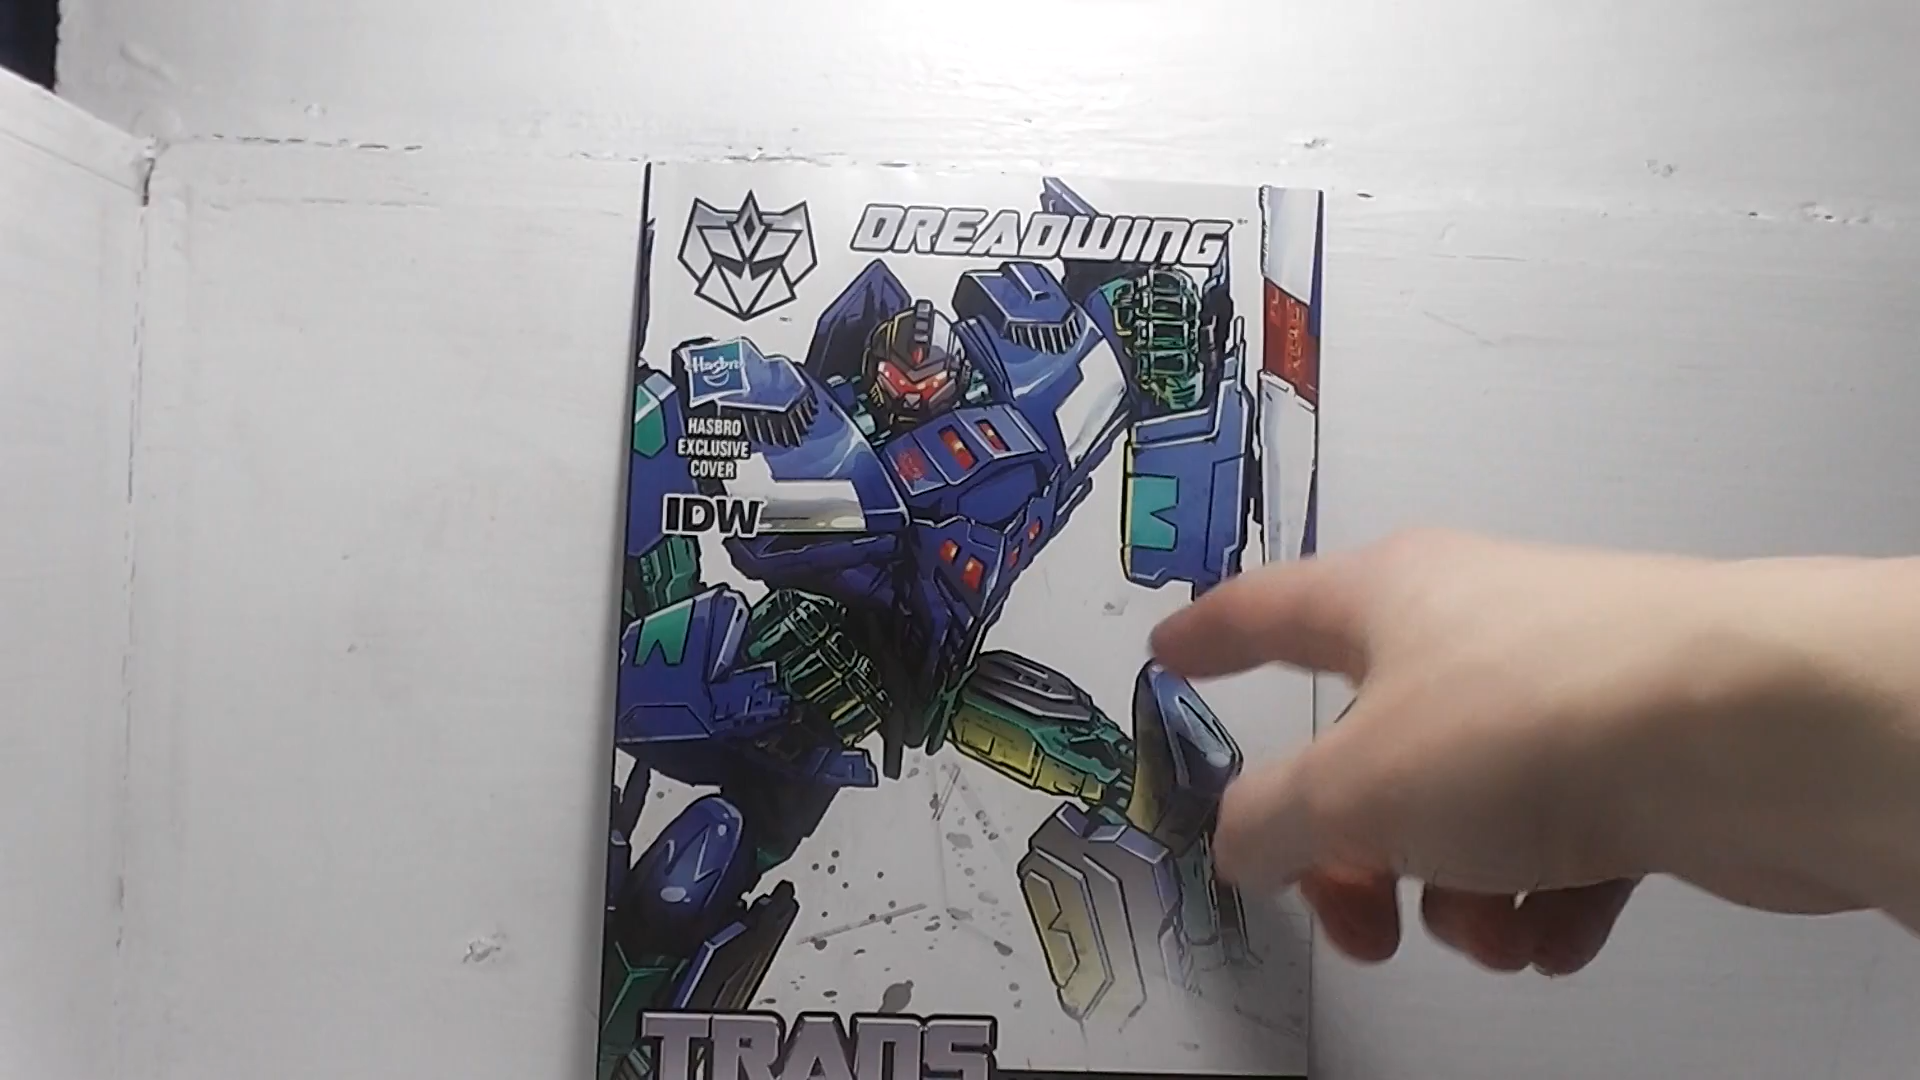 DREADWING
Hasbro
HASBRO
EXCLUSIVE
COVER
IDW
TRANS